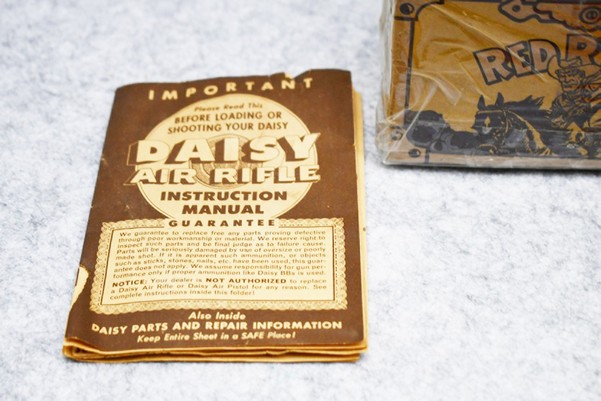 IMPORTANT
Please Read This
BEFORE LOADING OR
SHOOTING YOUR DAISY
DAISY
AIR RIFLE
INSTRUCTION
MANUAL
GUARANTEE
We guarantee to replace free any parts proving defective
through poor workmanship or material. We reserve right to
inspect such parts and be final judge as to failure cause.
Parts will be seriously damaged by use of oversize or poorly
made shot. If it is apparent such ammunition, or objects
such as sticks, stones, nails, etc. have been used, this guar-
antee does not apply. We assume responsibility for gun per-
formance only if proper ammunition like Daisy BBs is used.
NOTICE: Your dealer is NOT AUTHORIZED to replace
a Daisy Air Rifle or Daisy Air Pistol for any reason. See
complete instructions inside this folder!
Also Inside
DAISY PARTS AND REPAIR INFORMATION
Keep Entire Sheet in a SAFE Place!
RED R